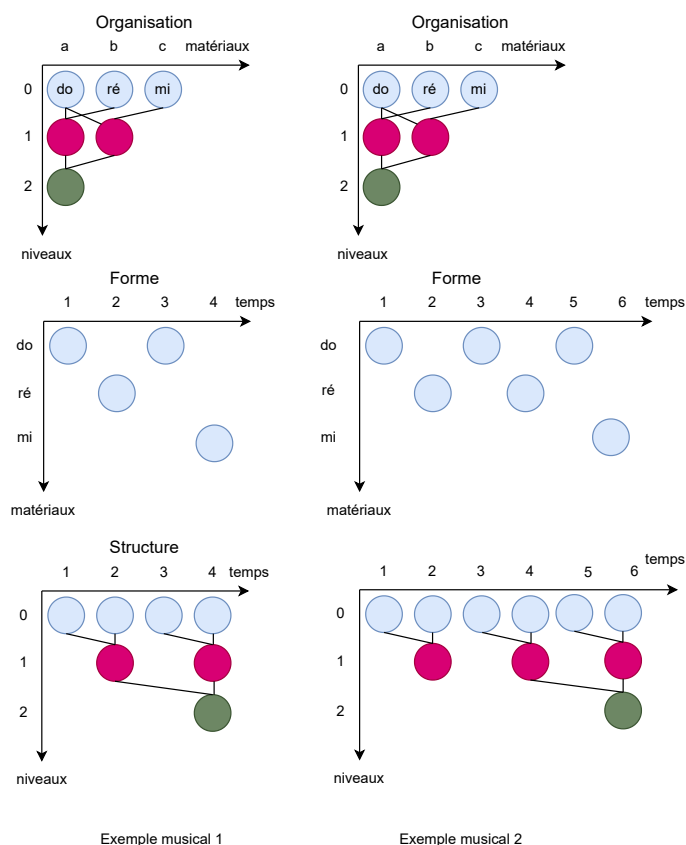 Organisation Organisation
a b c matériaux a b c matériaux
0 do ré mi 0 do ré mi
1 1
2 2
niveaux niveaux
Forme Forme
1 2 3 4 temps 1 2 3 4 5 6 temps
do do
ré ré
mi mi
matériaux matériaux
Structure
temps
1 2 3 4 temps 1 2 3 4 5 6
0 0
1 1
2 2
niveaux niveaux
Exemple musical 1 Exemple musical 2